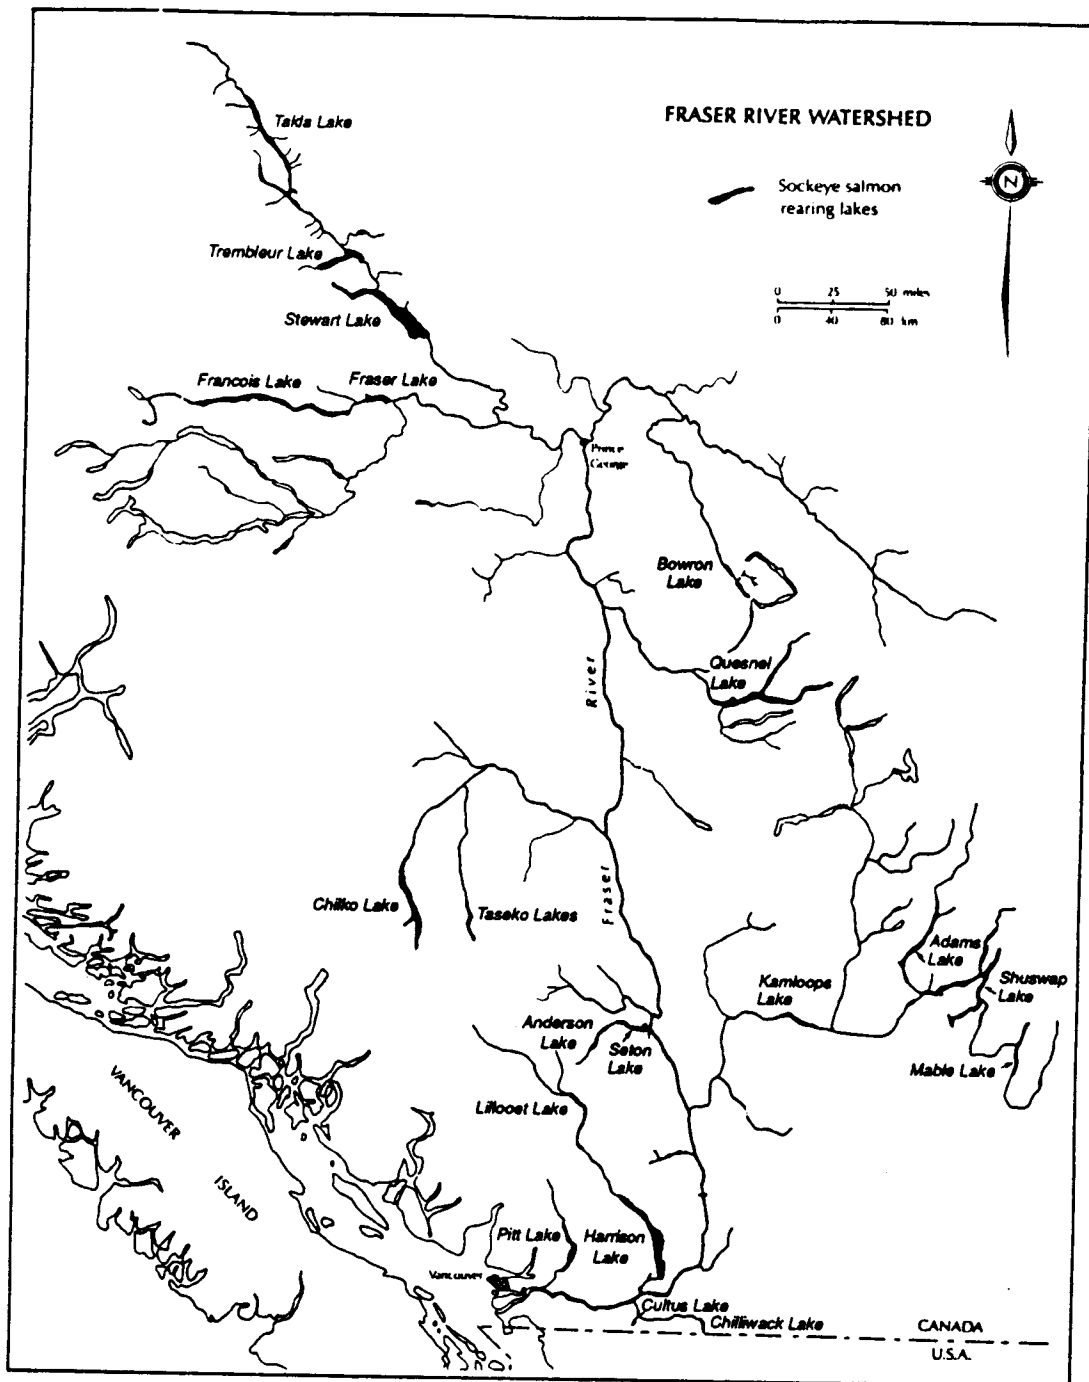 FRASER RIVER WATERSHED
N
Sockeye salmon
rearing lakes
0 25 50 miles
0 40 80 km
Takla Lake
Trembleur Lake
Stewart Lake
Francois Lake
Fraser Lake
Prince
George
Bowron
Lake
Quesnel
Lake
River
Fraser
Chilko Lake
Taseko Lakes
Kamloops
Lake
Adams
Lake
Shuswap
Lake
Mable Lake
Anderson
Lake
Seton
Lake
Lillooet Lake
VANCOUVER
ISLAND
Pitt Lake
Harrison
Lake
Vancouver
Cultus Lake
Chilliwack Lake
CANADA
U.S.A.